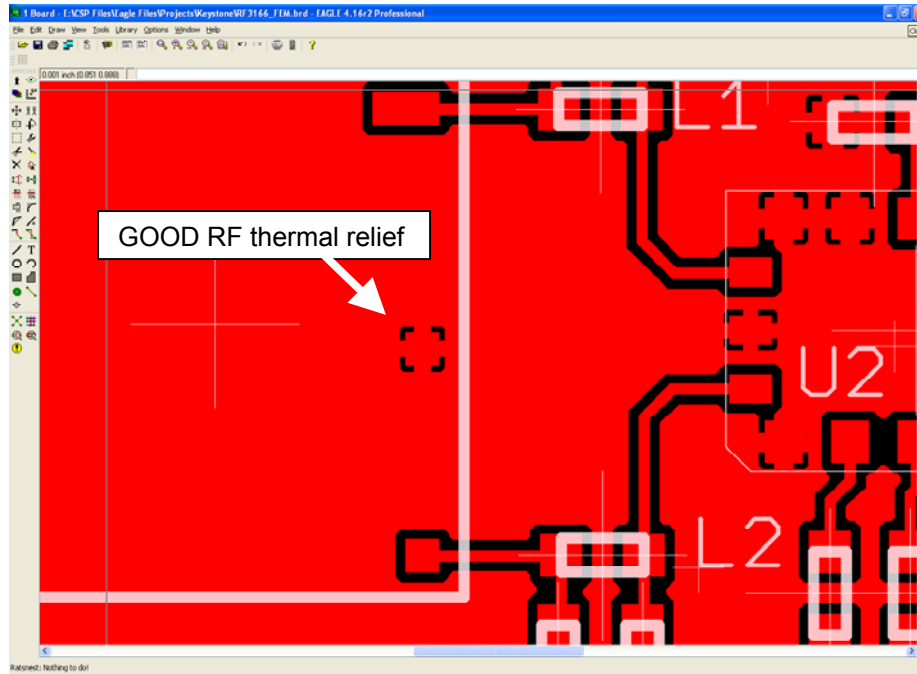 1 Board - E:\CSP Files\Eagle Files\Projects\Keystone\RF3166_FEM.brd - EAGLE 4.16r2 Professional
File Edit Draw View Tools Library Options Window Help
0.001 inch (0.851 0.888)
L1
GOOD RF thermal relief
U2
L2
Ratsnest: Nothing to do!